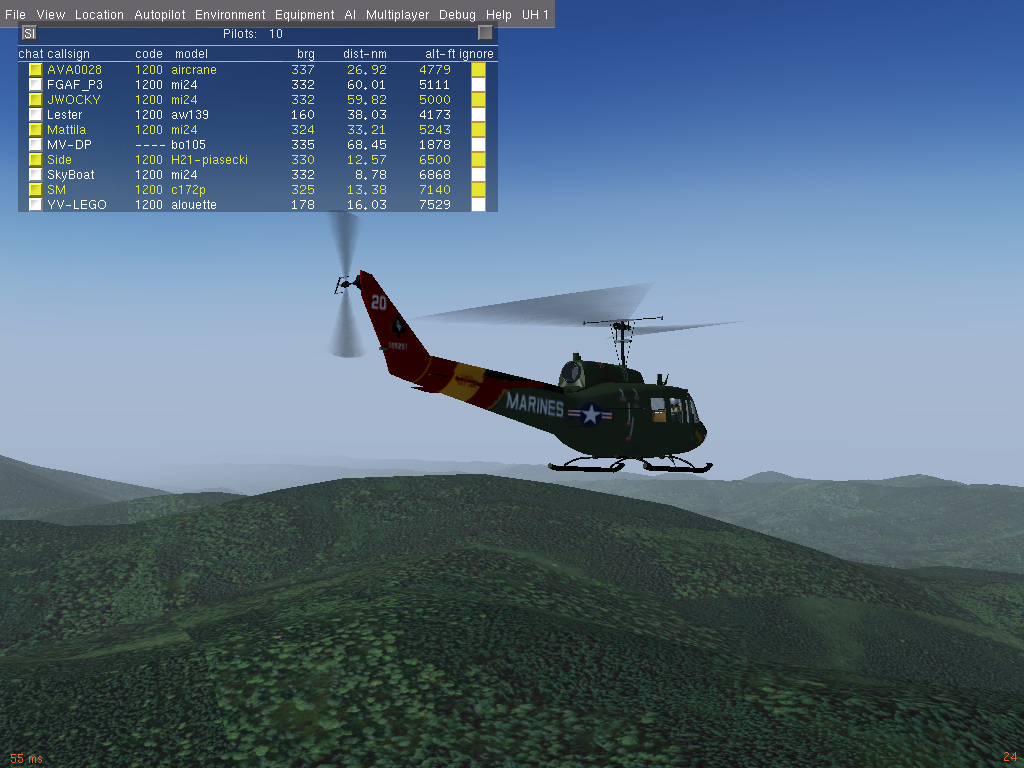 File View Location Autopilot Environment Equipment AI Multiplayer Debug Help UH 1
SI Pilots: 10
chat callsign code model brg dist-nm alt-ft ignore
AVA0028 1200 aircrane 337 26.92 4779
FGAF_P3 1200 mi24 332 60.01 5111
JWOCKY 1200 mi24 332 59.82 5000
Lester 1200 aw139 160 38.03 4173
Mattila 1200 mi24 324 33.21 5243
MV-DP ---- bo105 335 68.45 1878
Side 1200 H21-piasecki 330 12.57 6500
SkyBoat 1200 mi24 332 8.78 6868
SM 1200 c172p 325 13.38 7140
YV-LEGO 1200 alouette 178 16.03 7529
20
MARINES
55 ms
24